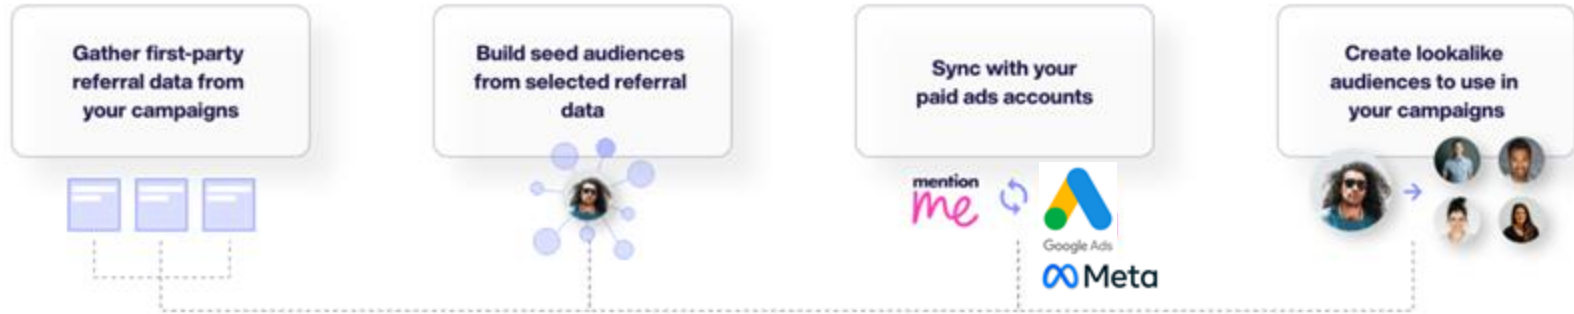 Gather first-party
referral data from
your campaigns
Build seed audiences
from selected referral
data
Sync with your
paid ads accounts
Create lookalike
audiences to use in
your campaigns
mention
me
Google Ads
Meta